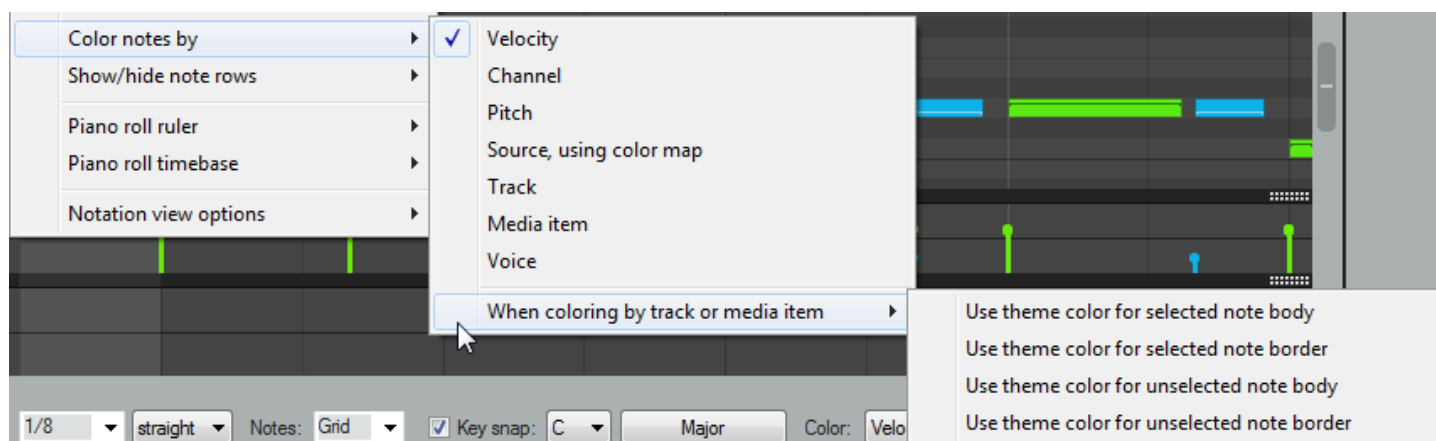 Color notes by
Show/hide note rows
Piano roll ruler
Piano roll timebase
Notation view options
Velocity
Channel
Pitch
Source, using color map
Track
Media item
Voice
When coloring by track or media item
Use theme color for selected note body
Use theme color for selected note border
Use theme color for unselected note body
Use theme color for unselected note border
1/8 straight Notes: Grid Key snap: C Major Color: Velo